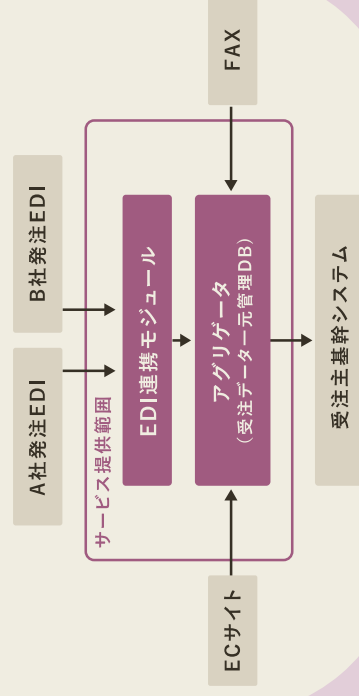 A社発注EDI
B社発注EDI
サービス提供範囲
EDI連携モジュール
ECサイト
アグリゲータ
（受注データ一元管理DB）
FAX
受注主基幹システム